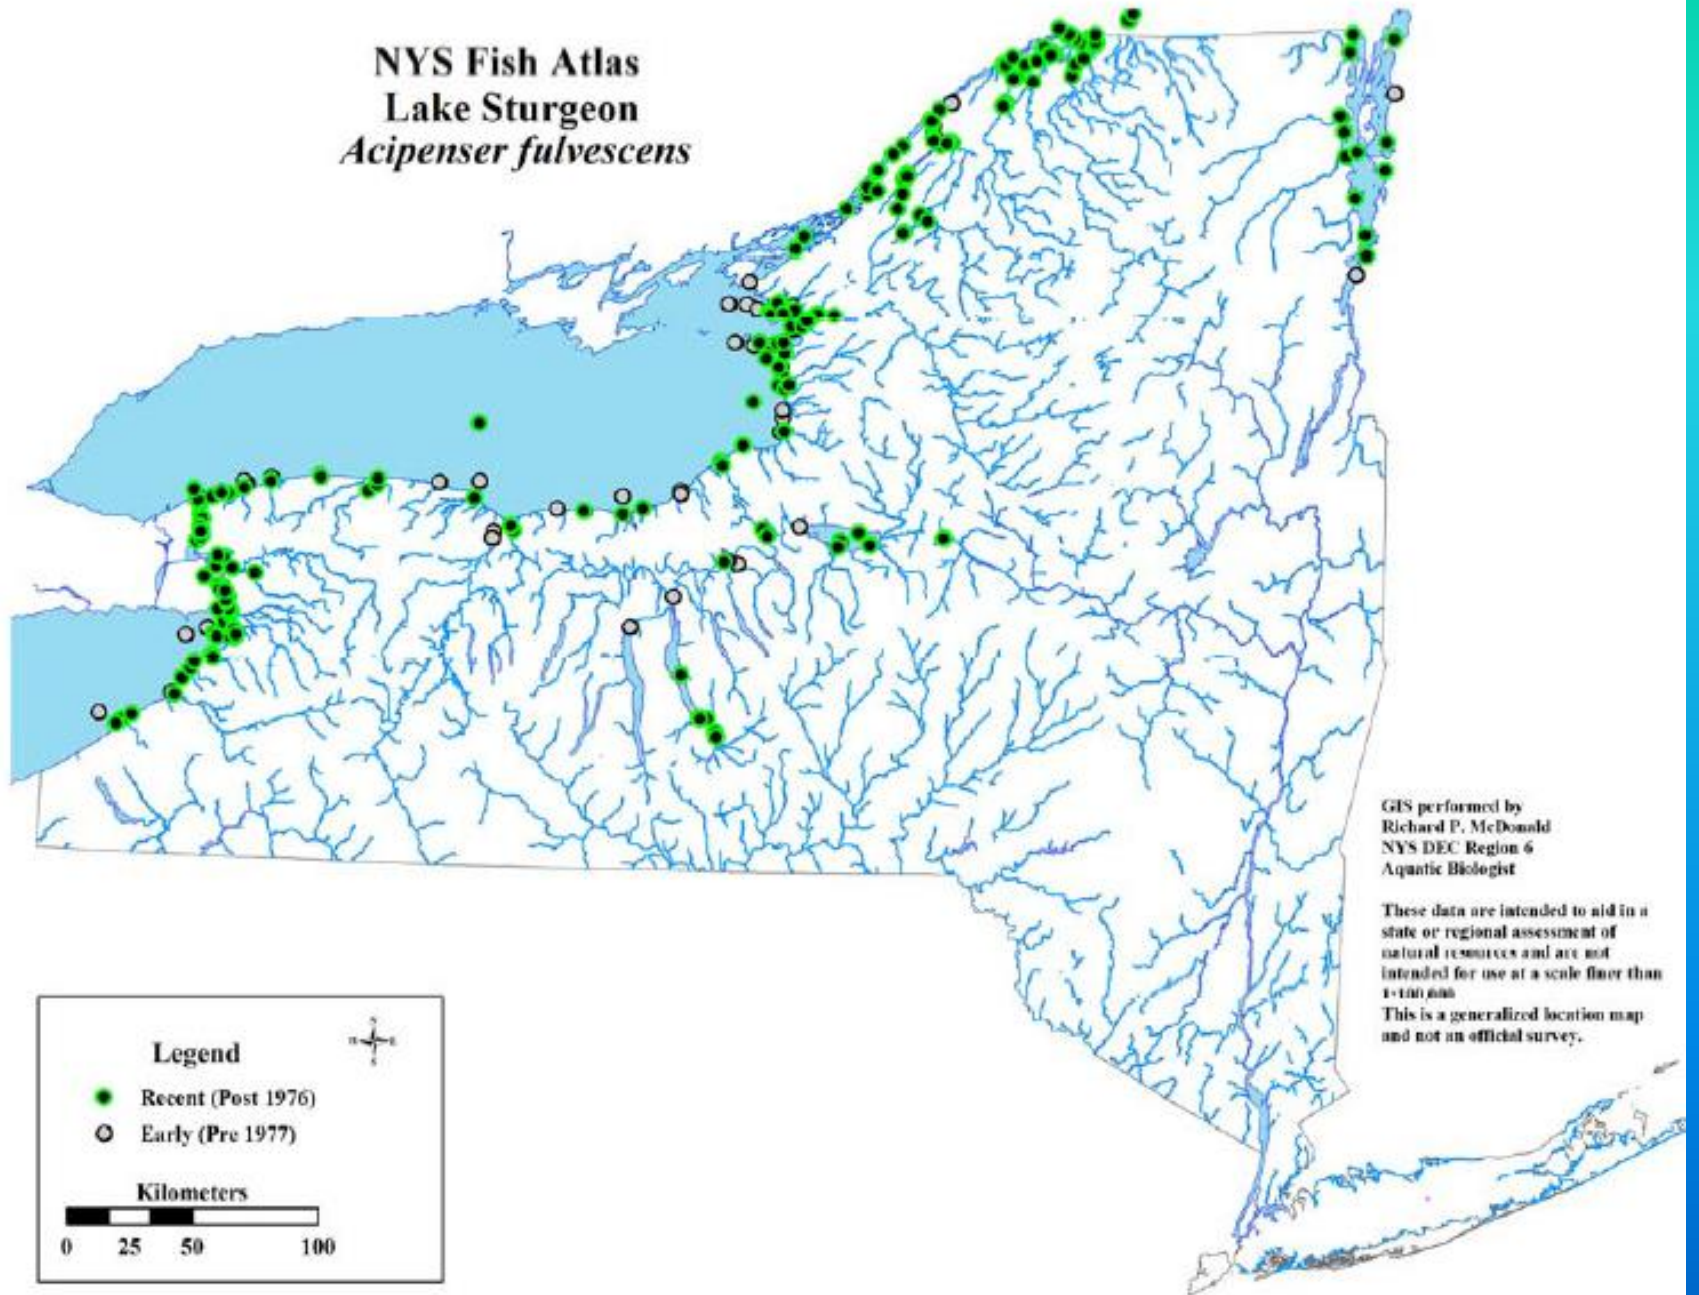 NYS Fish Atlas
Lake Sturgeon
Acipenser fulvescens
GIS performed by
Richard P. McDonald
NYS DEC Region 6
Aquatic Biologist
These data are intended to aid in a
state or regional assessment of
natural resources and are not
intended for use at a scale finer than
This is a generalized location map
and not an official survey.
Legend
Recent (Post 1976)
Early (Pre 1977)
Kilometers
0 25 50 100